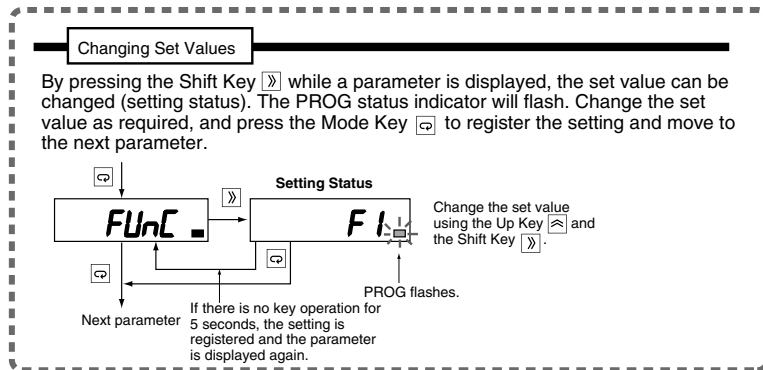 Changing Set Values
By pressing the Shift Key while a parameter is displayed, the set value can be
changed (setting status). The PROG status indicator will flash. Change the set
value as required, and press the Mode Key to register the setting and move to
the next parameter.
Setting Status
FUnC
F1
Change the set value
using the Up Key and
the Shift Key .
PROG flashes.
Next parameter
If there is no key operation for
5 seconds, the setting is
registered and the parameter
is displayed again.